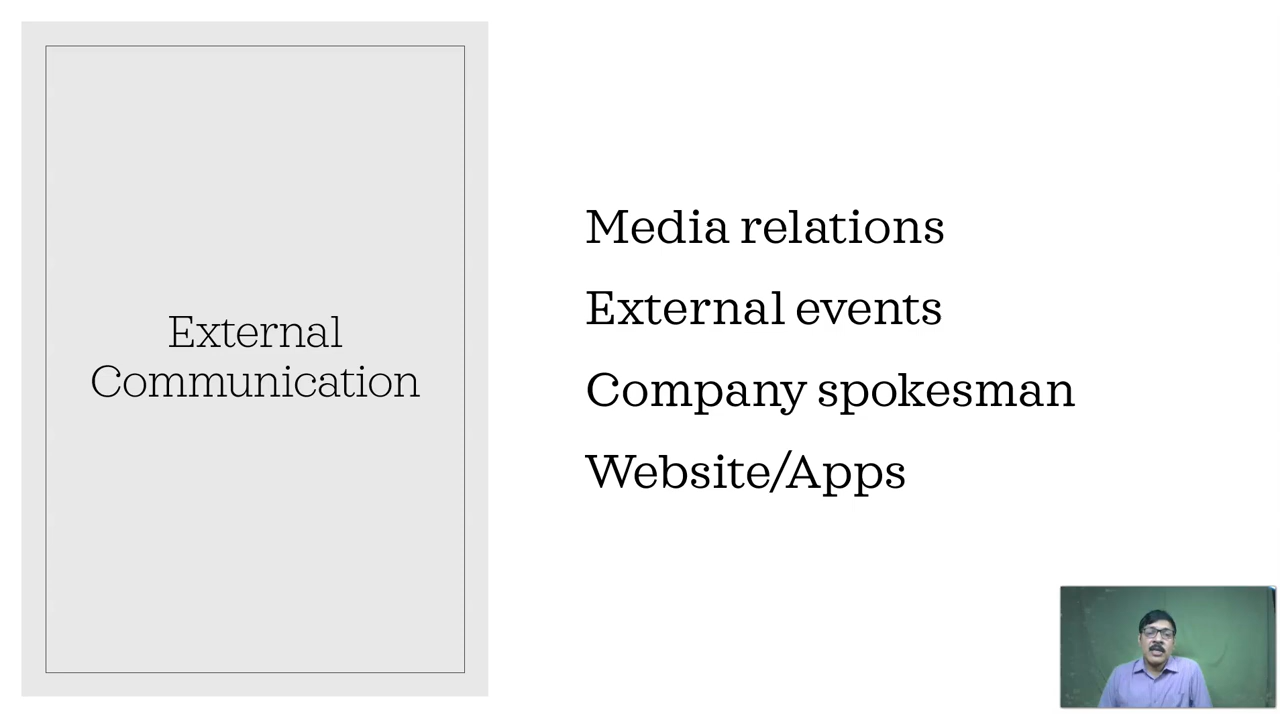 External
Communication
Media relations
External events
Company spokesman
Website/Apps